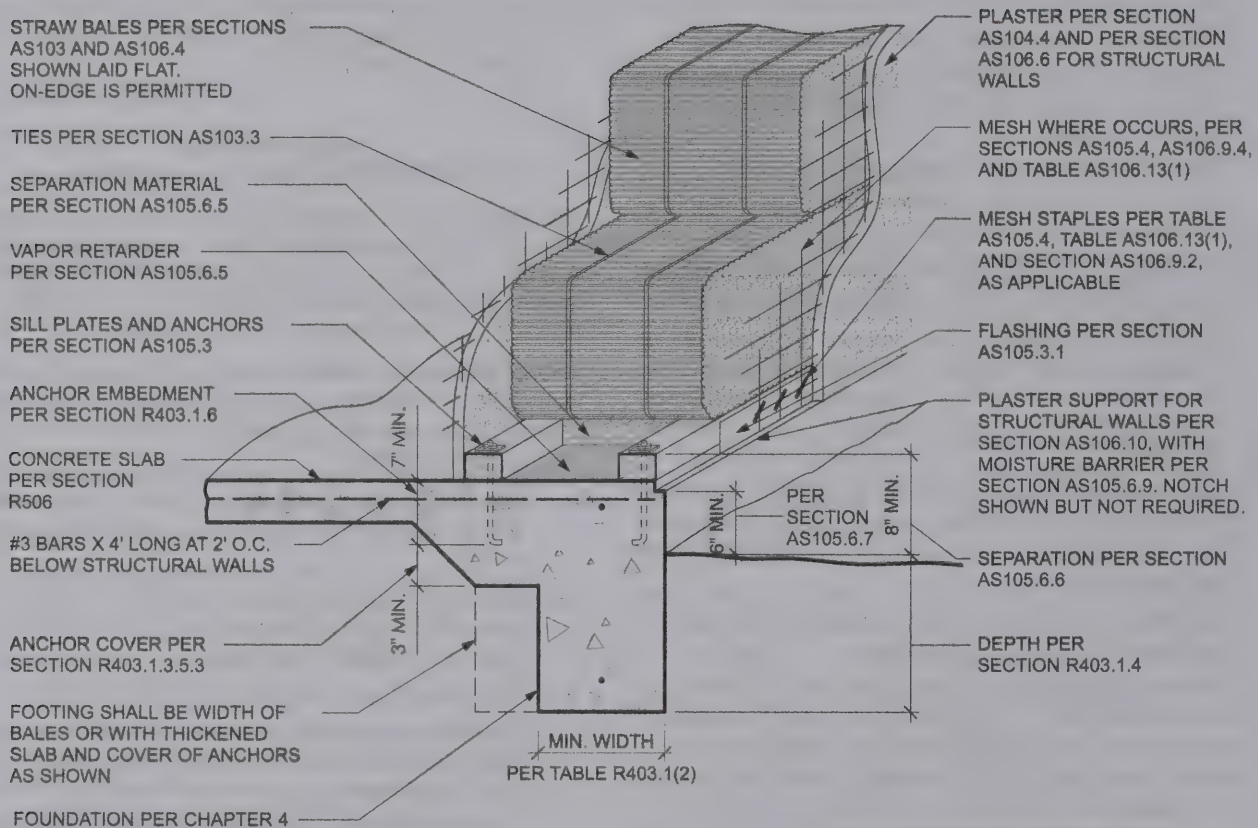 STRAW BALES PER SECTIONS
AS103 AND AS106.4
SHOWN LAID FLAT.
ON-EDGE IS PERMITTED
TIES PER SECTION AS103.3
SEPARATION MATERIAL
PER SECTION AS105.6.5
VAPOR RETARDER
PER SECTION AS105.6.5
SILL PLATES AND ANCHORS
PER SECTION AS105.3
ANCHOR EMBEDMENT
PER SECTION R403.1.6
CONCRETE SLAB
PER SECTION
R506
#3 BARS X 4' LONG AT 2' O.C.
BELOW STRUCTURAL WALLS
ANCHOR COVER PER
SECTION R403.1.3.5.3
FOOTING SHALL BE WIDTH OF
BALES OR WITH THICKENED
SLAB AND COVER OF ANCHORS
AS SHOWN
FOUNDATION PER CHAPTER 4
7" MIN.
3" MIN.
MIN. WIDTH
PER TABLE R403.1(2)
6" MIN.
PER
SECTION
AS105.6.7
8" MIN.
PLASTER PER SECTION
AS104.4 AND PER SECTION
AS106.6 FOR STRUCTURAL
WALLS
MESH WHERE OCCURS, PER
SECTIONS AS105.4, AS106.9.4,
AND TABLE AS106.13(1)
MESH STAPLES PER TABLE
AS105.4, TABLE AS106.13(1),
AND SECTION AS106.9.2,
AS APPLICABLE
FLASHING PER SECTION
AS105.3.1
PLASTER SUPPORT FOR
STRUCTURAL WALLS PER
SECTION AS106.10, WITH
MOISTURE BARRIER PER
SECTION AS105.6.9. NOTCH
SHOWN BUT NOT REQUIRED.
SEPARATION PER SECTION
AS105.6.6
DEPTH PER
SECTION R403.1.4